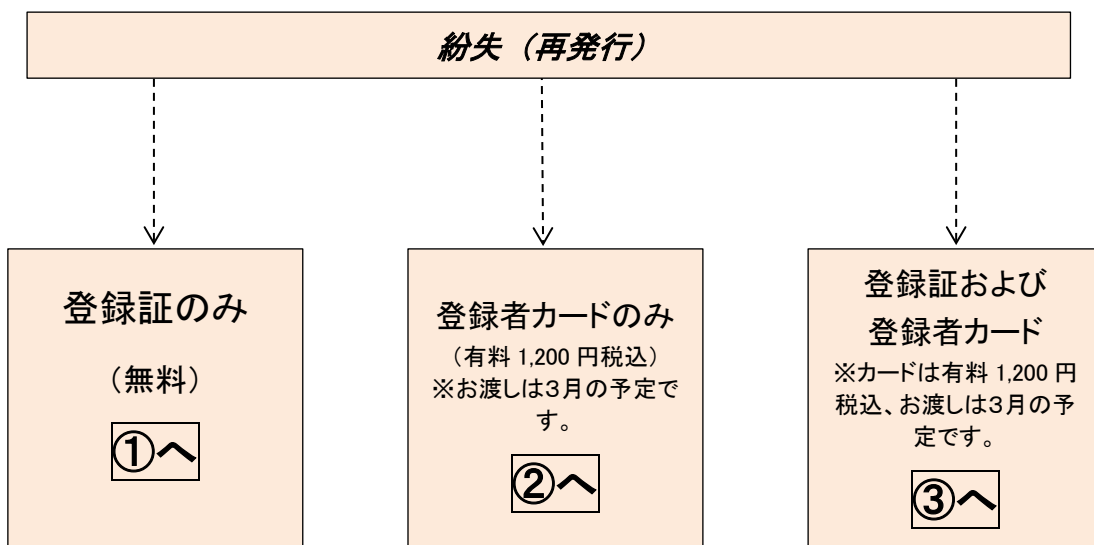 紛失（再発行）
登録証のみ
（無料）
①へ
登録者カードのみ
（有料 1,200 円税込）
※お渡しは３月の予定で
す。
②へ
登録証および
登録者カード
※カードは有料 1,200 円
税込、お渡しは３月の予
定です。
③へ